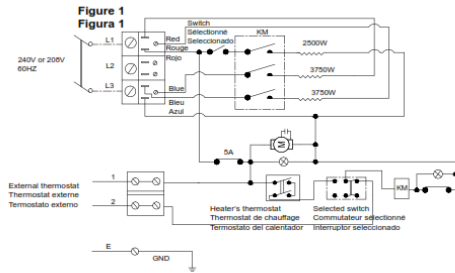 Figure 1
Figura 1
L1
Red
Rouge
Rojo
Switch
Sélectionné
Seleccionado
KM
2500W
240V or 208V
60HZ
L2
3750W
L3
Blue
3750W
Bleu
Azul
M
5A
External thermostat
Thermostat externe
Termostato externo
1
2
Heater's thermostat
Thermostat de chauffage
Termostato del calentador
Selected switch
Commutateur sélectionné
Interruptor seleccionado
KM
E
GND